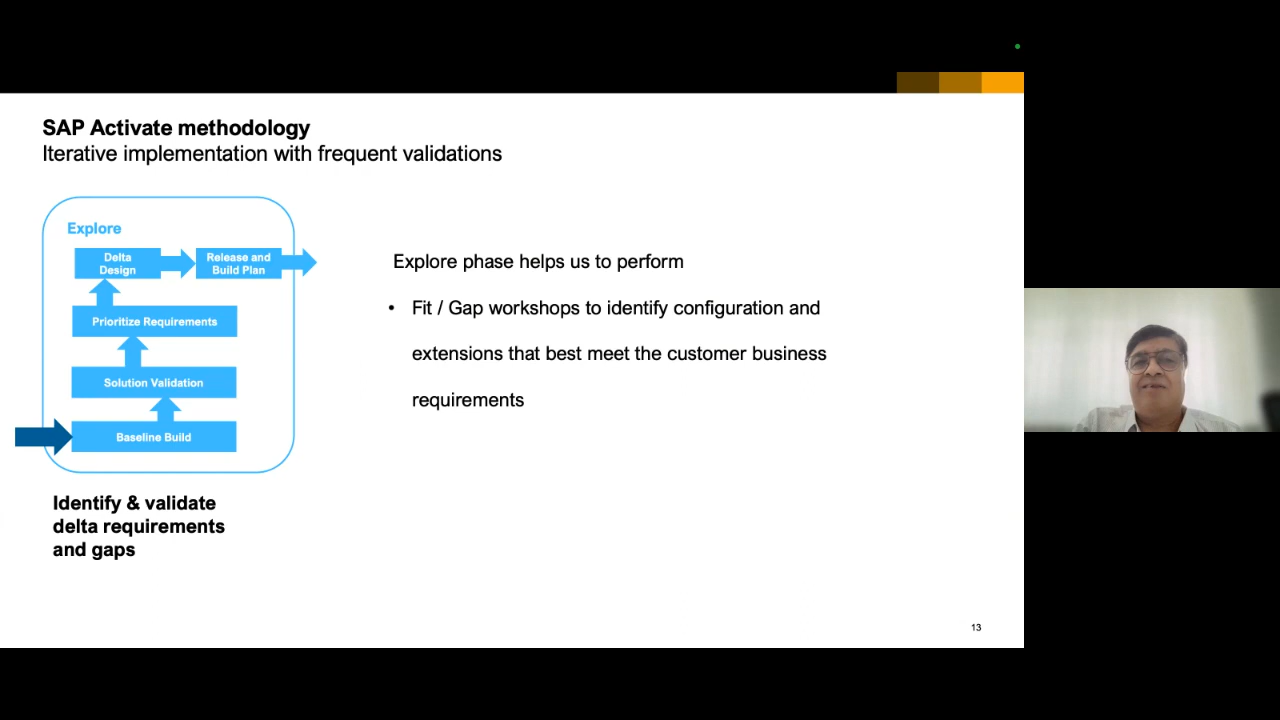 SAP Activate methodology
Iterative implementation with frequent validations
Explore
Delta
Design
Release and
Build Plan
Prioritize Requirements
Solution Validation
Baseline Build
Identify & validate
delta requirements
and gaps
Explore phase helps us to perform
• Fit / Gap workshops to identify configuration and
extensions that best meet the customer business
requirements
13